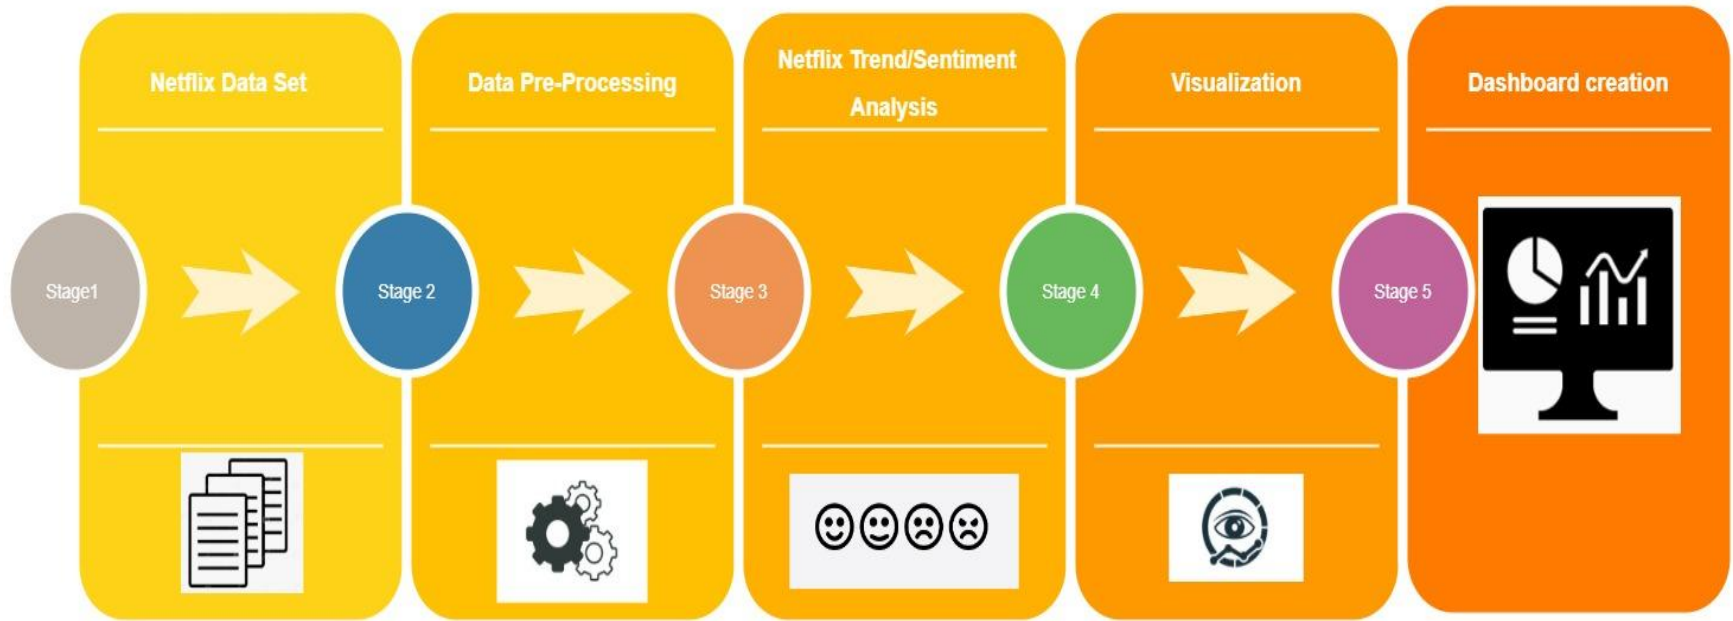 Netflix Data Set
Data Pre-Processing
Netflix Trend/Sentiment
Analysis
Visualization
Dashboard creation
Stage1
Stage 2
Stage 3
Stage 4
Stage 5